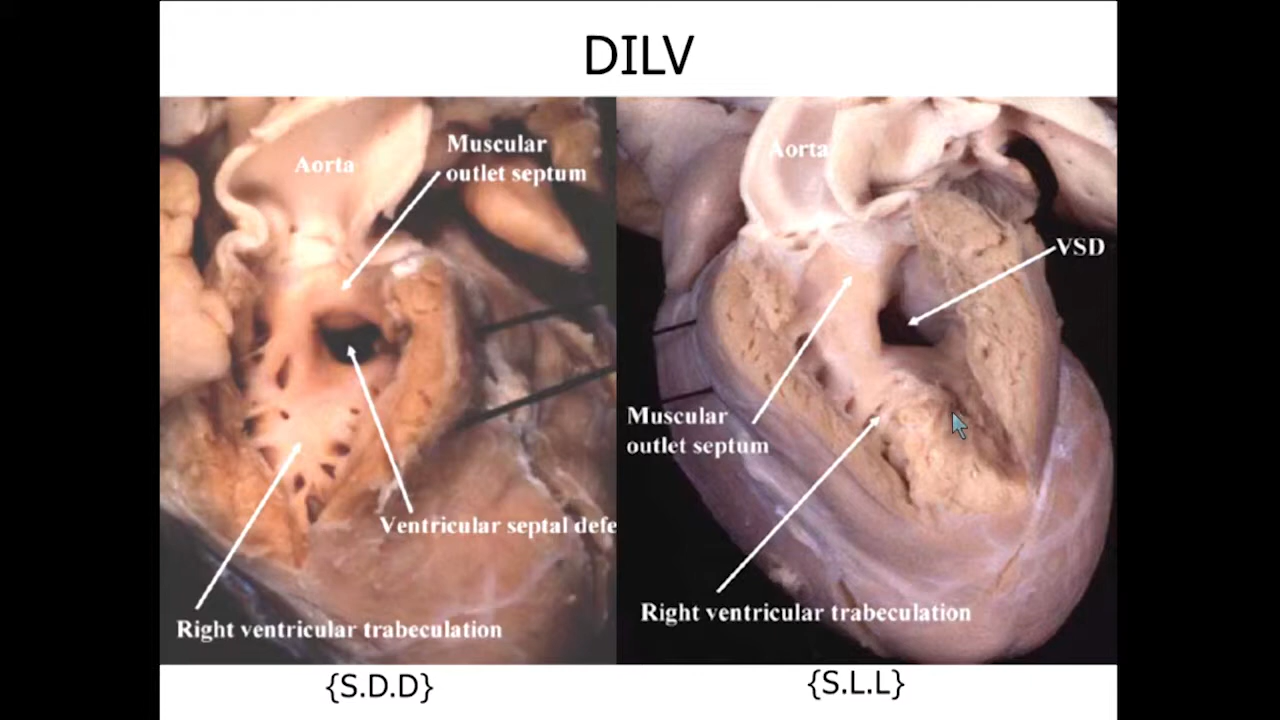 DILV
Muscular
outlet septum
Aorta
Ventricular septal defe
Right ventricular trabeculation
{S.D.D}
Aorta
VSD
Muscular
outlet septum
Right ventricular trabeculation
{S.L.L}